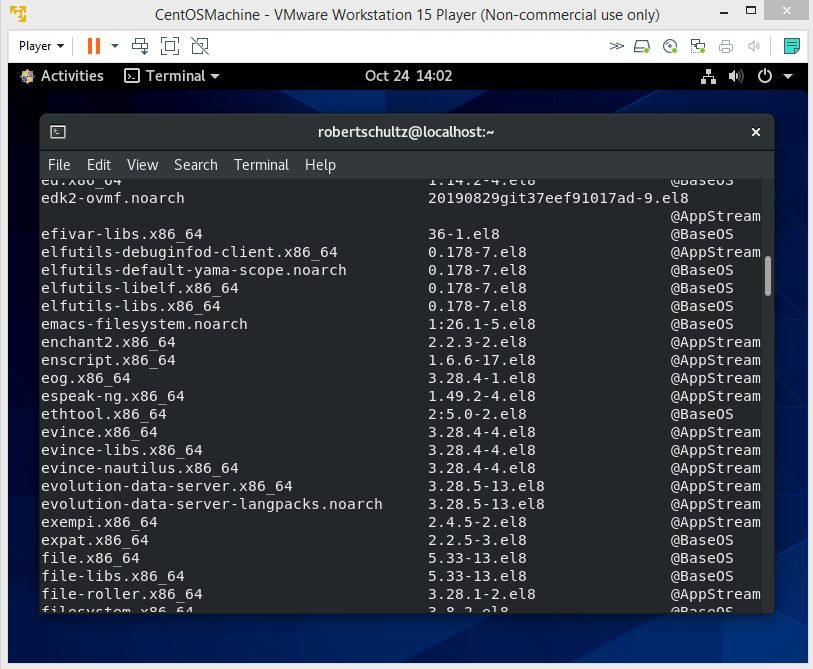 CentOSMachine - VMware Workstation 15 Player (Non-commercial use only)
Player
Activities Terminal Oct 24 14:02
robertschultz@localhost:~
File Edit View Search Terminal Help
ed.x86_64 1.14.2-4.el8 @BaseOS
edk2-ovmf.noarch 20190829git37eef91017ad-9.el8
@AppStream
efivar-libs.x86_64 36-1.el8 @BaseOS
elfutils-debuginfod-client.x86_64 0.178-7.el8 @AppStream
elfutils-default-yama-scope.noarch 0.178-7.el8 @BaseOS
elfutils-libelf.x86_64 0.178-7.el8 @BaseOS
elfutils-libs.x86_64 0.178-7.el8 @BaseOS
emacs-filesystem.noarch 1:26.1-5.el8 @BaseOS
enchant2.x86_64 2.2.3-2.el8 @AppStream
enscript.x86_64 1.6.6-17.el8 @AppStream
eog.x86_64 3.28.4-1.el8 @AppStream
espeak-ng.x86_64 1.49.2-4.el8 @AppStream
ethtool.x86_64 2:5.0-2.el8 @BaseOS
evince.x86_64 3.28.4-4.el8 @AppStream
evince-libs.x86_64 3.28.4-4.el8 @AppStream
evince-nautilus.x86_64 3.28.4-4.el8 @AppStream
evolution-data-server.x86_64 3.28.5-13.el8 @AppStream
evolution-data-server-langpacks.noarch 3.28.5-13.el8 @AppStream
exempi.x86_64 2.4.5-2.el8 @AppStream
expat.x86_64 2.2.5-3.el8 @BaseOS
file.x86_64 5.33-13.el8 @BaseOS
file-libs.x86_64 5.33-13.el8 @BaseOS
file-roller.x86_64 3.28.1-2.el8 @AppStream
filesystem.x86_64 3.8-2.el8 @BaseOS